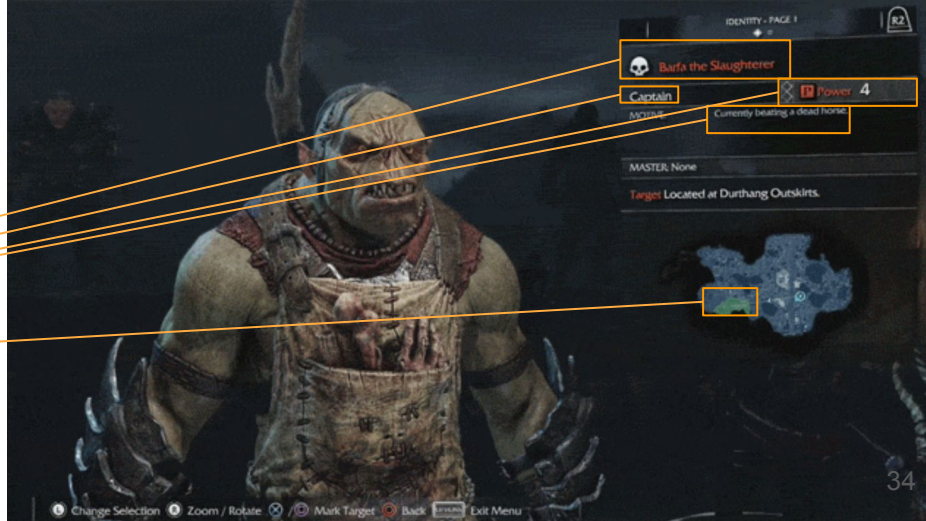 IDENTITY - PAGE 1
R2
Barfa the Slaughterer
Captain
Power 4
MOTIVE:
Currently beating a dead horse.
MASTER: None
Target Located at Durthang Outskirts.
34
L Change Selection R Zoom / Rotate / Mark Target Back Exit Menu